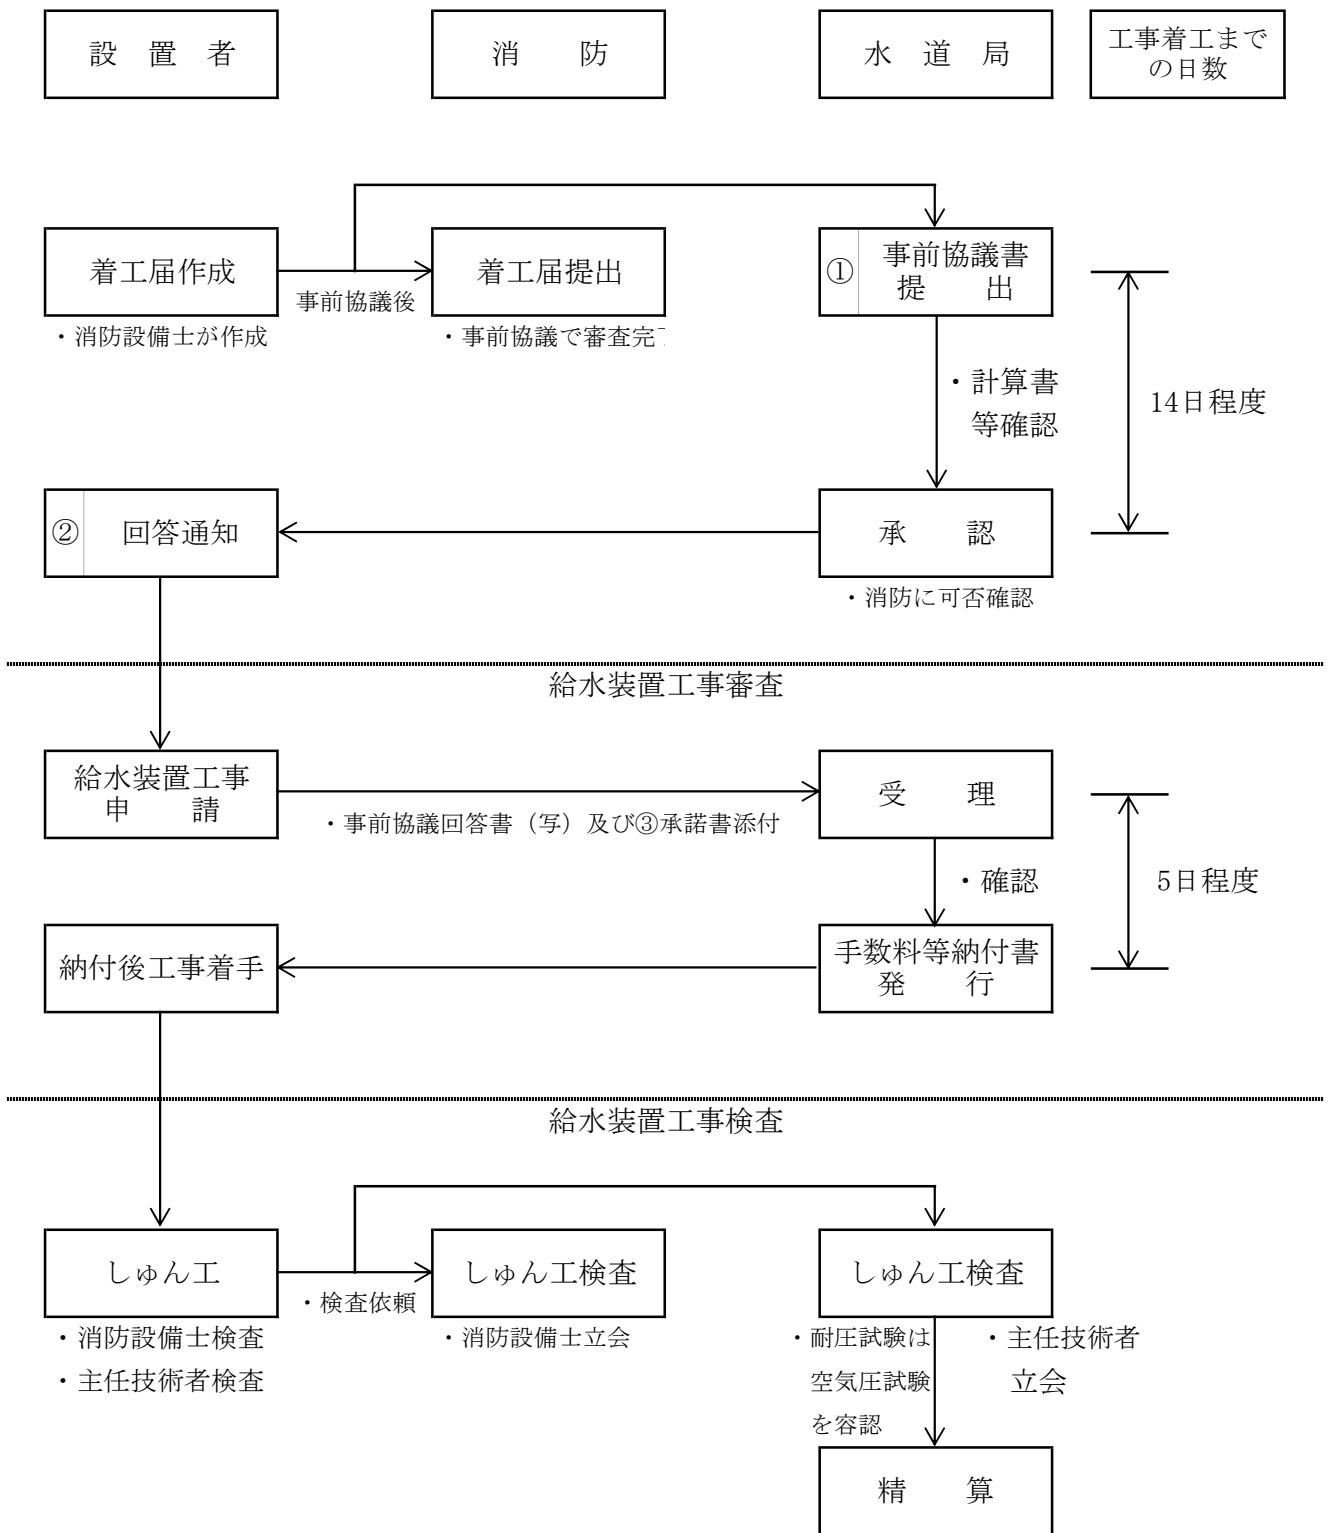 設 置 者
消 防
水 道 局
工事着工まで
の日数
着工届作成
・消防設備士が作成
事前協議後
着工届提出
・事前協議で審査完
①
事前協議書
提 出
・計算書
等確認
14日程度
②
回答通知
承 認
・消防に可否確認
給水装置工事審査
給水装置工事
申 請
・事前協議回答書（写）及び③承諾書添付
受 理
・確認
5日程度
納付後工事着手
手数料等納付書
発 行
給水装置工事検査
しゅん工
・消防設備士検査
・主任技術者検査
・検査依頼
しゅん工検査
・消防設備士立会
しゅん工検査
・耐圧試験は
空気圧試験
を容認
・主任技術者
立会
精 算